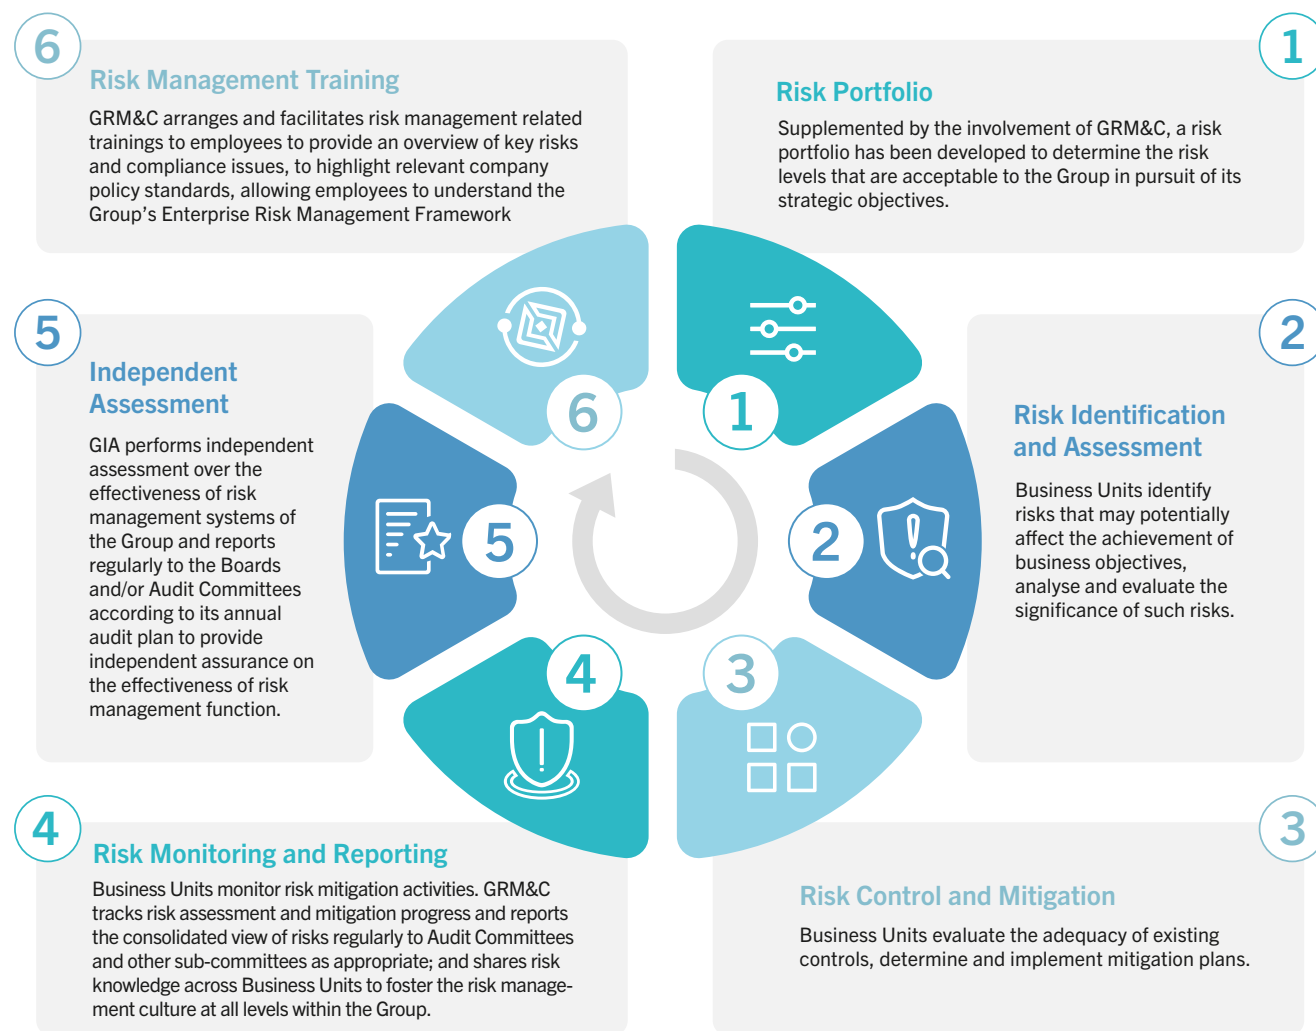 6
Risk Management Training
GRM&C arranges and facilitates risk management related
trainings to employees to provide an overview of key risks
and compliance issues, to highlight relevant company
policy standards, allowing employees to understand the
Group's Enterprise Risk Management Framework
1
Risk Portfolio
Supplemented by the involvement of GRM&C, a risk
portfolio has been developed to determine the risk
levels that are acceptable to the Group in pursuit of its
strategic objectives.
5
Independent
Assessment
GIA performs independent
assessment over the
effectiveness of risk
management systems of
the Group and reports
regularly to the Boards
and/or Audit Committees
according to its annual
audit plan to provide
independent assurance on
the effectiveness of risk
management function.
6
1
5
2
4
3
2
Risk Identification
and Assessment
Business Units identify
risks that may potentially
affect the achievement of
business objectives,
analyse and evaluate the
significance of such risks.
4
Risk Monitoring and Reporting
Business Units monitor risk mitigation activities. GRM&C
tracks risk assessment and mitigation progress and reports
the consolidated view of risks regularly to Audit Committees
and other sub-committees as appropriate; and shares risk
knowledge across Business Units to foster the risk manage-
ment culture at all levels within the Group.
3
Risk Control and Mitigation
Business Units evaluate the adequacy of existing
controls, determine and implement mitigation plans.